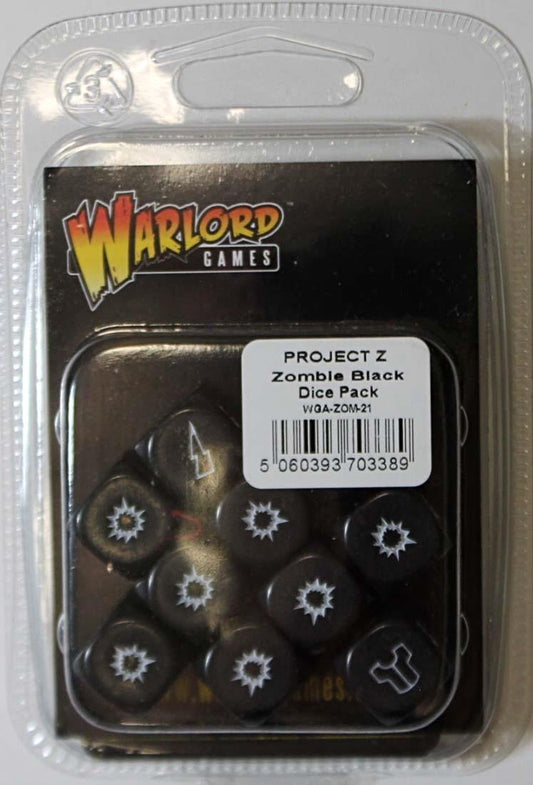 WARLORD
GAMES
PROJECT Z
Zombie Black
Dice Pack
WGA-ZOM-21
5 060393 703389